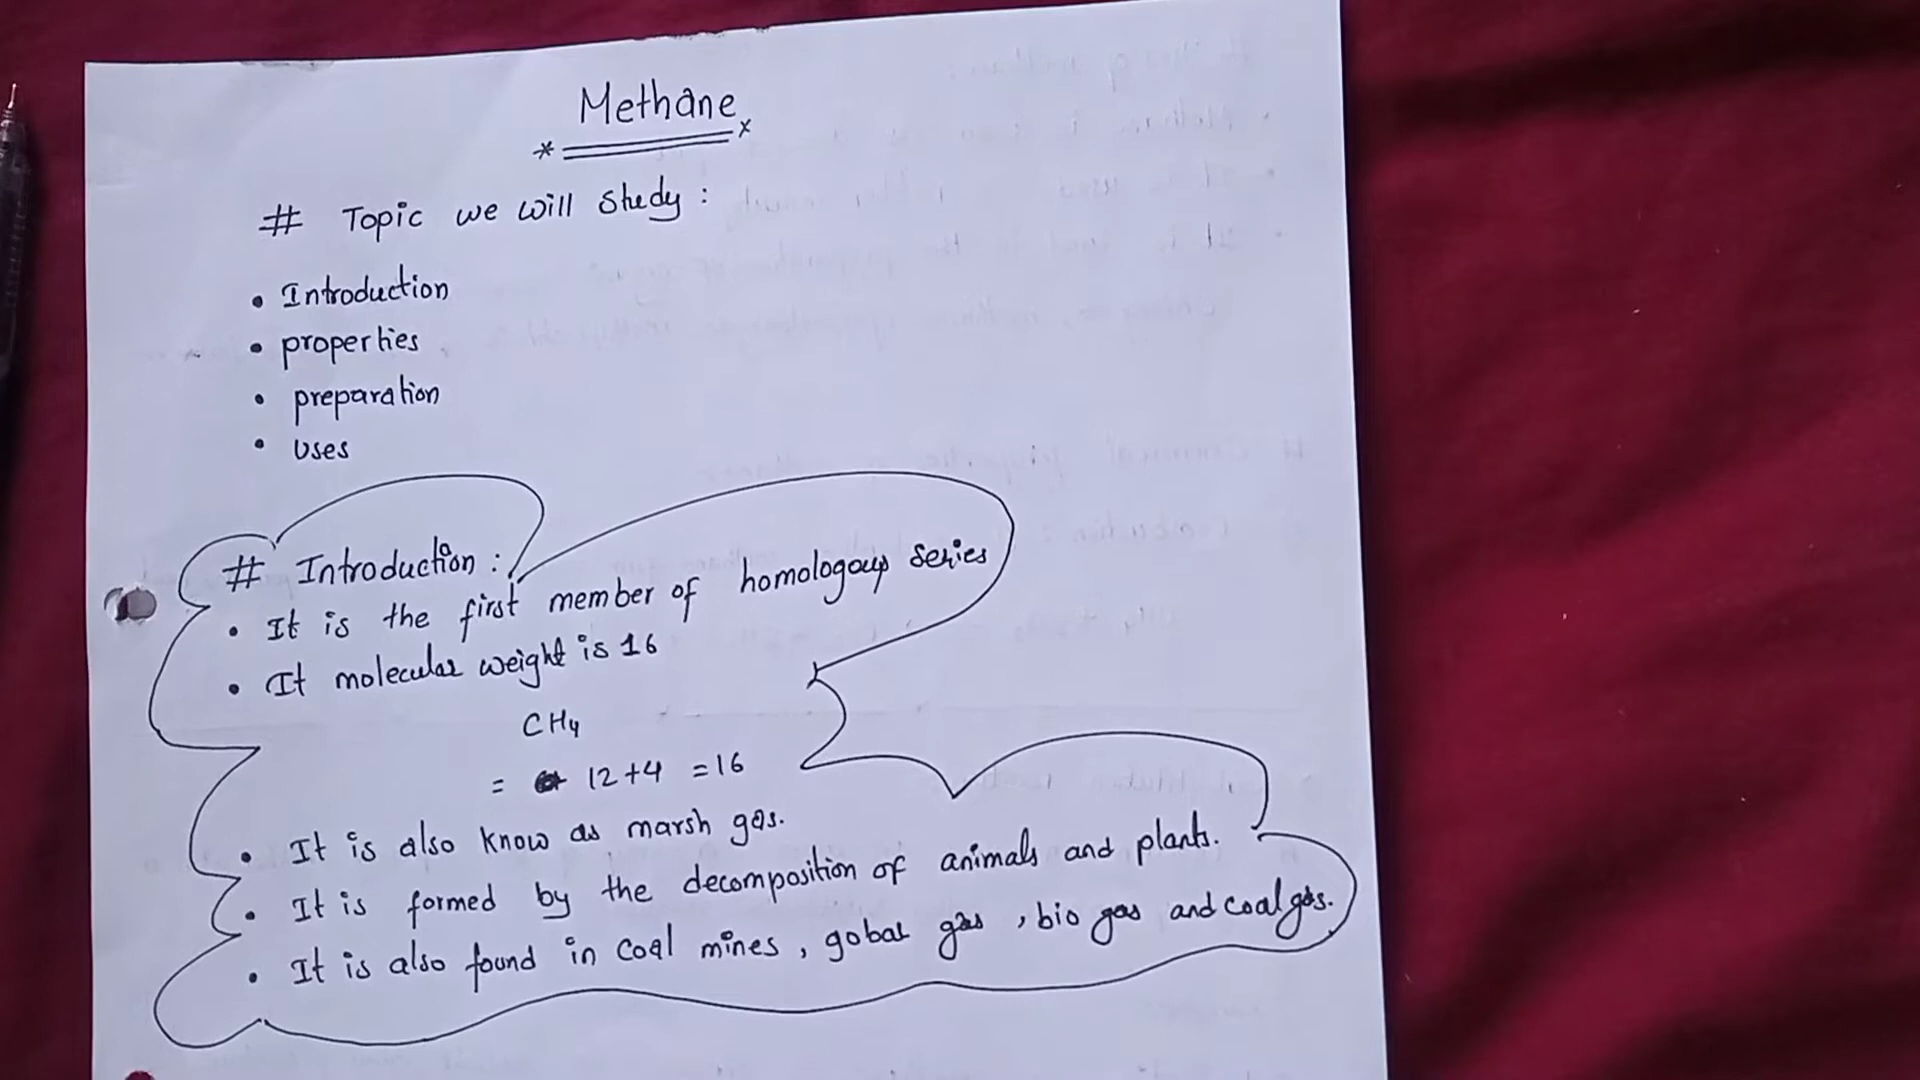 Methane
# Topic we will study :
• Introduction
• properties
• preparation
• Uses
# Introduction :
• It is the first member of homologous series
• It molecular weight is 16
CH4
= 12+4 =16
• It is also know as marsh gas.
• It is formed by the decomposition of animals and plants.
• It is also found in coal mines, gobar gas, bio gas and coal gas.